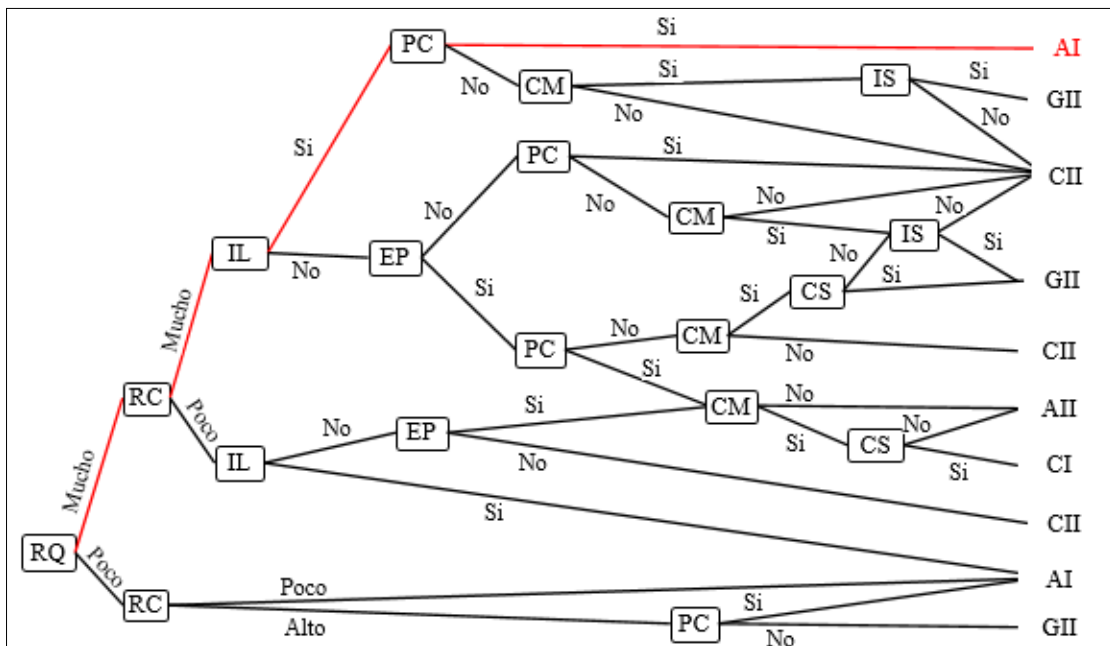 Si
PC
AI
No
CM
Si
IS
Si
GII
No
No
Si
PC
Si
CII
No
No
CM
No
No
Si
IS
IL
EP
No
No
Si
Si
CS
Si
GII
Mucho
Si
PC
No
CM
No
CII
Si
RC
Poco
Si
CM
No
AII
No
EP
Si
No
CS
Mucho
IL
No
Si
Si
CI
Si
CII
RQ
Poco
Poco
AI
RC
Si
Alto
PC
No
GII